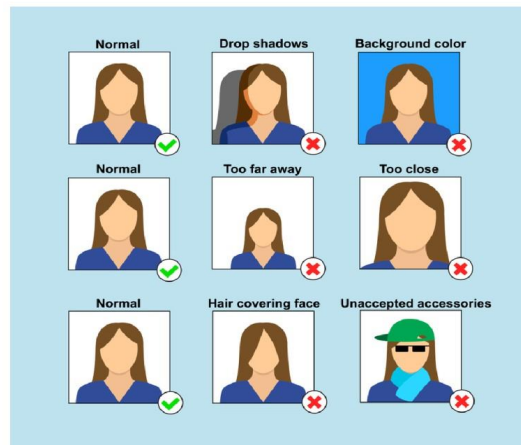 Normal
Drop shadows
Background color
Normal
Too far away
Too close
Normal
Hair covering face
Unaccepted accessories